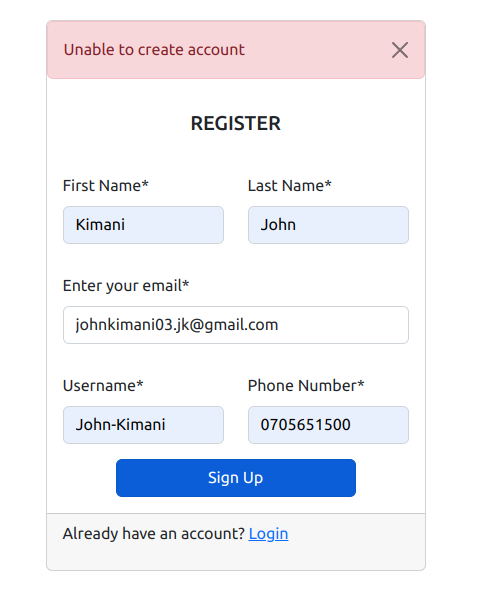 Unable to create account
REGISTER
First Name* Last Name*
Kimani John
Enter your email*
johnkimani03.jk@gmail.com
Username* Phone Number*
John-Kimani 0705651500
Sign Up
Already have an account? Login